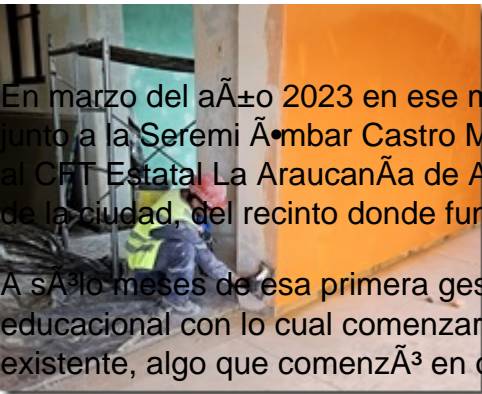 En marzo del aÃ±o 2023 en ese m
junto a la Seremi Ã•mbar Castro M
al CFT Estatal La AraucanÃa de A
de la ciudad, del recinto donde fur
A sÃ³lo meses de esa primera ges
educacional con lo cual comenzar
existente, algo que comenzÃ³ en